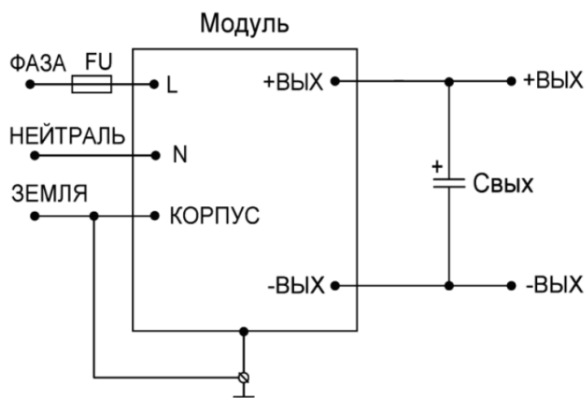 Модуль
ФАЗА FU
L
+ВЫХ
+ВЫХ
НЕЙТРАЛЬ
N
+
Свых
ЗЕМЛЯ
КОРПУС
-ВЫХ
-ВЫХ